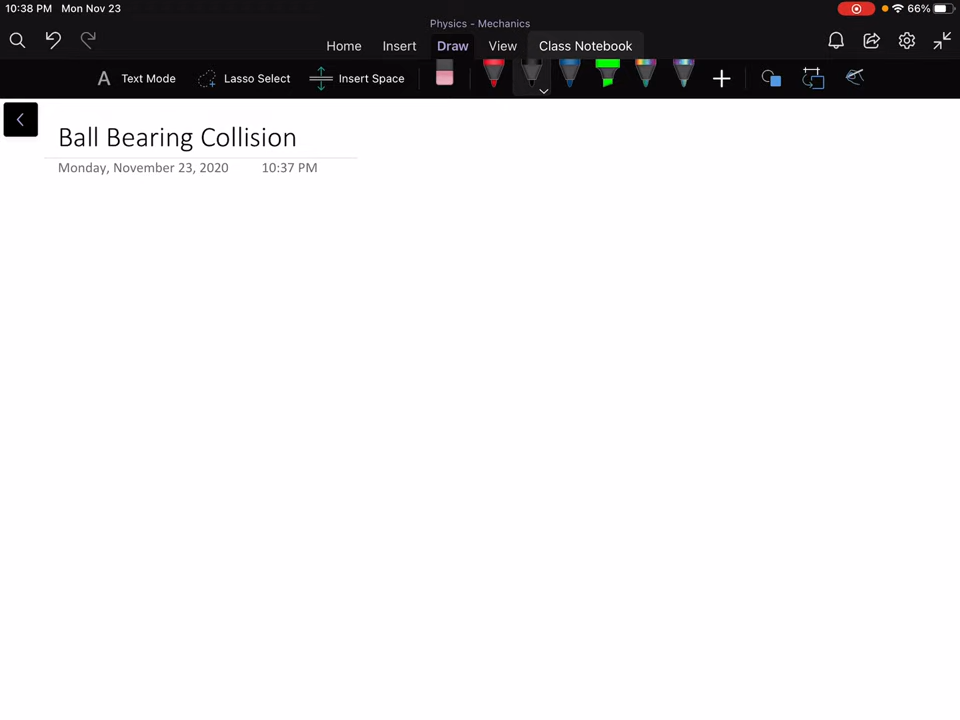 10:38 PM Mon Nov 23
66%
Physics - Mechanics
Home Insert Draw View Class Notebook
A Text Mode Lasso Select Insert Space
Ball Bearing Collision
Monday, November 23, 2020 10:37 PM